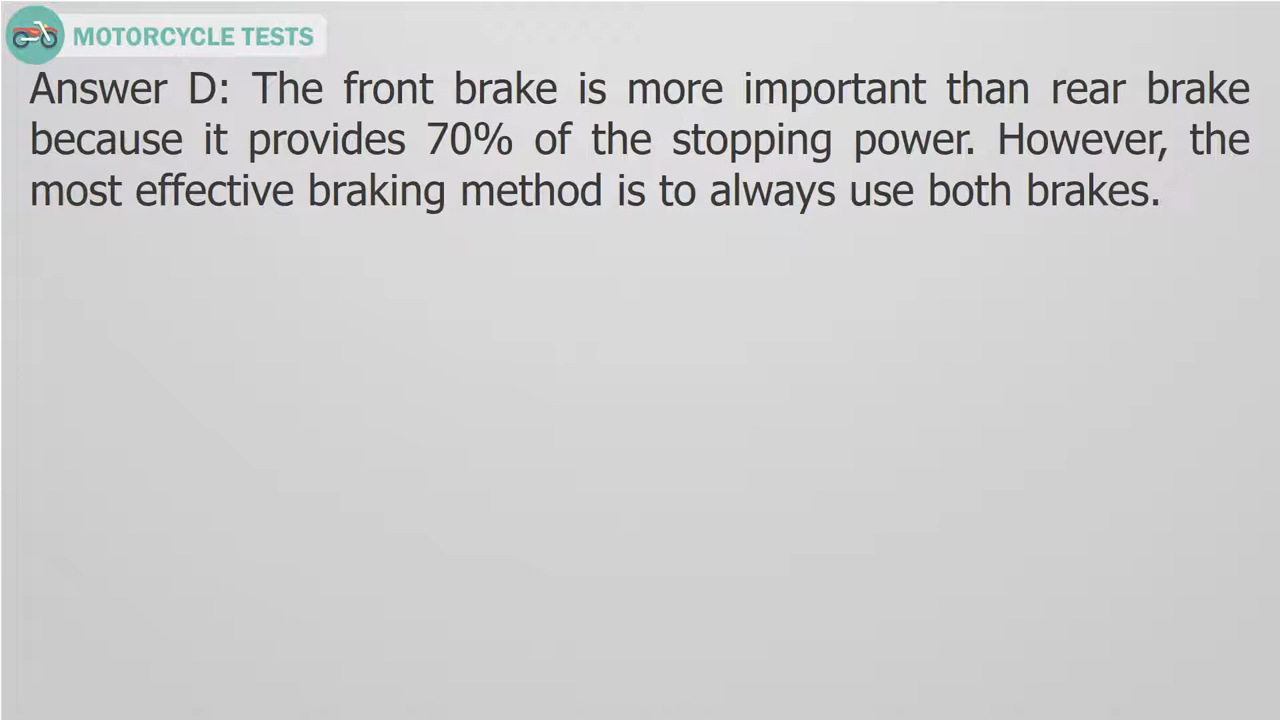 MOTORCYCLE TESTS
Answer D: The front brake is more important than rear brake
because it provides 70% of the stopping power. However, the
most effective braking method is to always use both brakes.